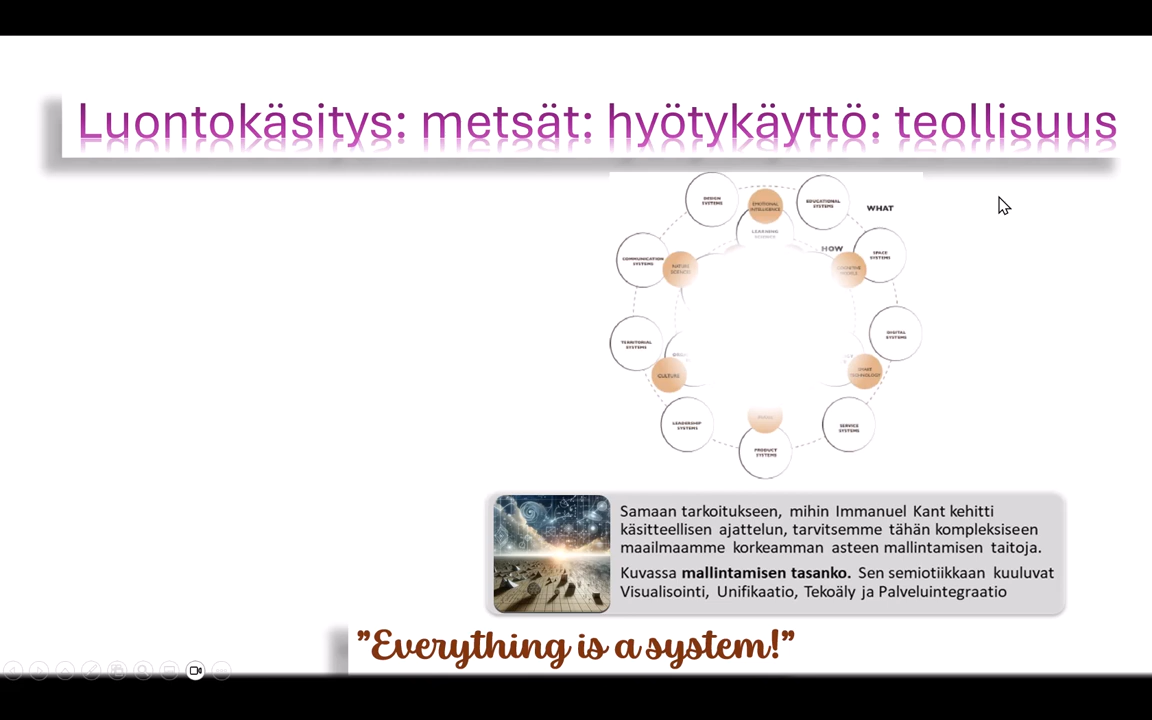 Luontokäsitys: metsät: hyötykäyttö: teollisuus
DESIGN
SYSTEMS
EMOTIONAL
INTELLIGENCE
EDUCATIONAL
SYSTEMS
WHAT
LEARNING
SCIENCE
HOW
COMMUNICATION
SYSTEMS
NATURE
SCIENCE
SPACE
SYSTEMS
TERRITORIAL
SYSTEMS
DIGITAL
SYSTEMS
CULTURE
SMART
TECHNOLOGY
LEADERSHIP
SYSTEMS
SERVICE
SYSTEMS
PRODUCT
SYSTEMS
Samaan tarkoitukseen, mihin Immanuel Kant kehitti
käsitteellisen ajattelun, tarvitsemme tähän kompleksiseen
maailmaamme korkeamman asteen mallintamisen taitoja.
Kuvassa mallintamisen tasanko. Sen semiotiikkaan kuuluvat
Visualisointi, Unifikaatio, Tekoäly ja Palveluintegraatio
”Everything is a system!”